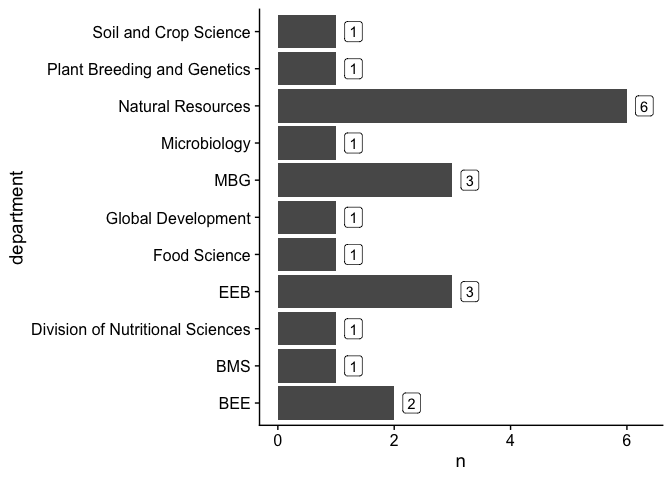 Soil and Crop Science 1
Plant Breeding and Genetics 1
Natural Resources 6
Microbiology 1
MBG 3
department
Global Development 1
Food Science 1
EEB 3
Division of Nutritional Sciences 1
BMS 1
BEE 2
0 2 4 6
n